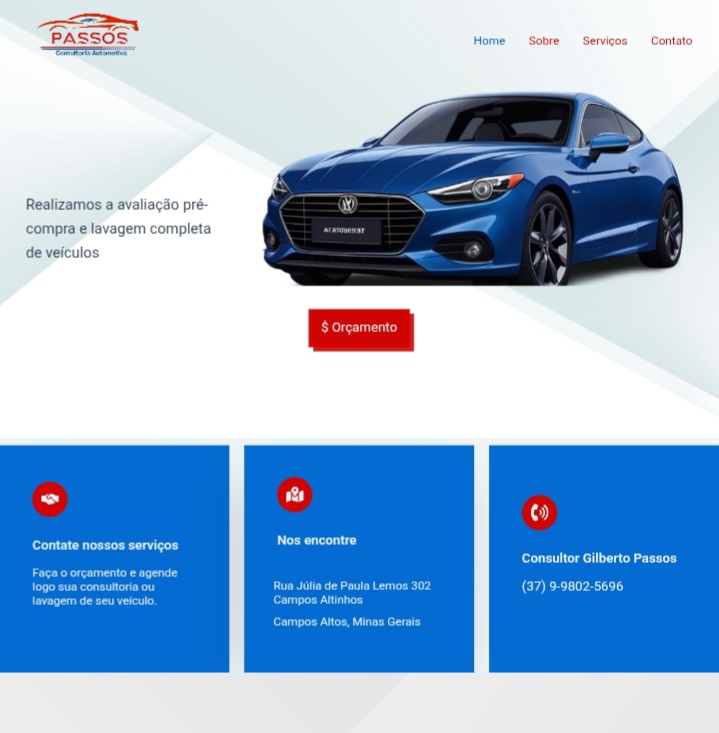 PASSOS
Consultoria Automotiva
Home
Sobre
Serviços
Contato
Realizamos a avaliação pré-
compra e lavagem completa
de veículos
$ Orçamento
Contate nossos serviços
Faça o orçamento e agende
logo sua consultoria ou
lavagem de seu veículo.
Nos encontre
Rua Júlia de Paula Lemos 302
Campos Altinhos
Campos Altos, Minas Gerais
Consultor Gilberto Passos
(37) 9-9802-5696